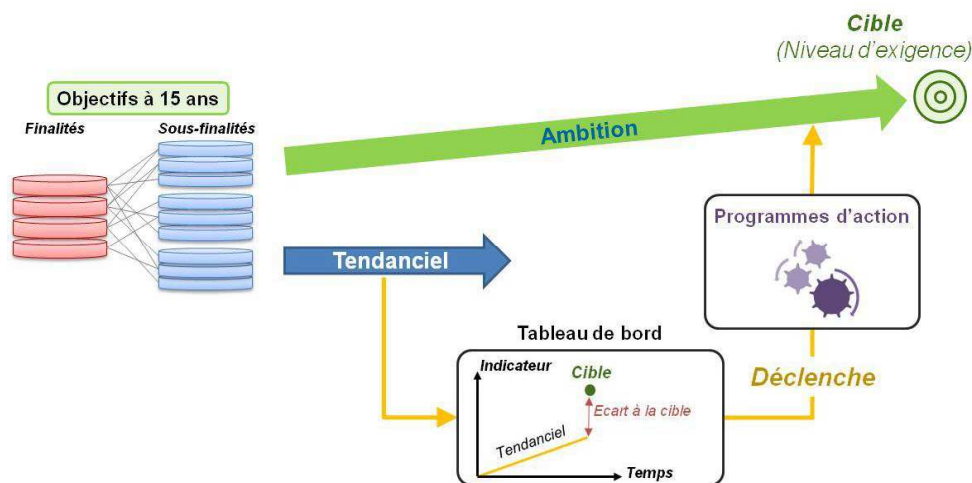 Cible
(Niveau d'exigence)
Objectifs à 15 ans
Finalités
Sous-finalités
Ambition
Programmes d'action
Tendanciel
Tableau de bord
Indicateur
Cible
Ecart à la cible
Tendanciel
Temps
Déclenche